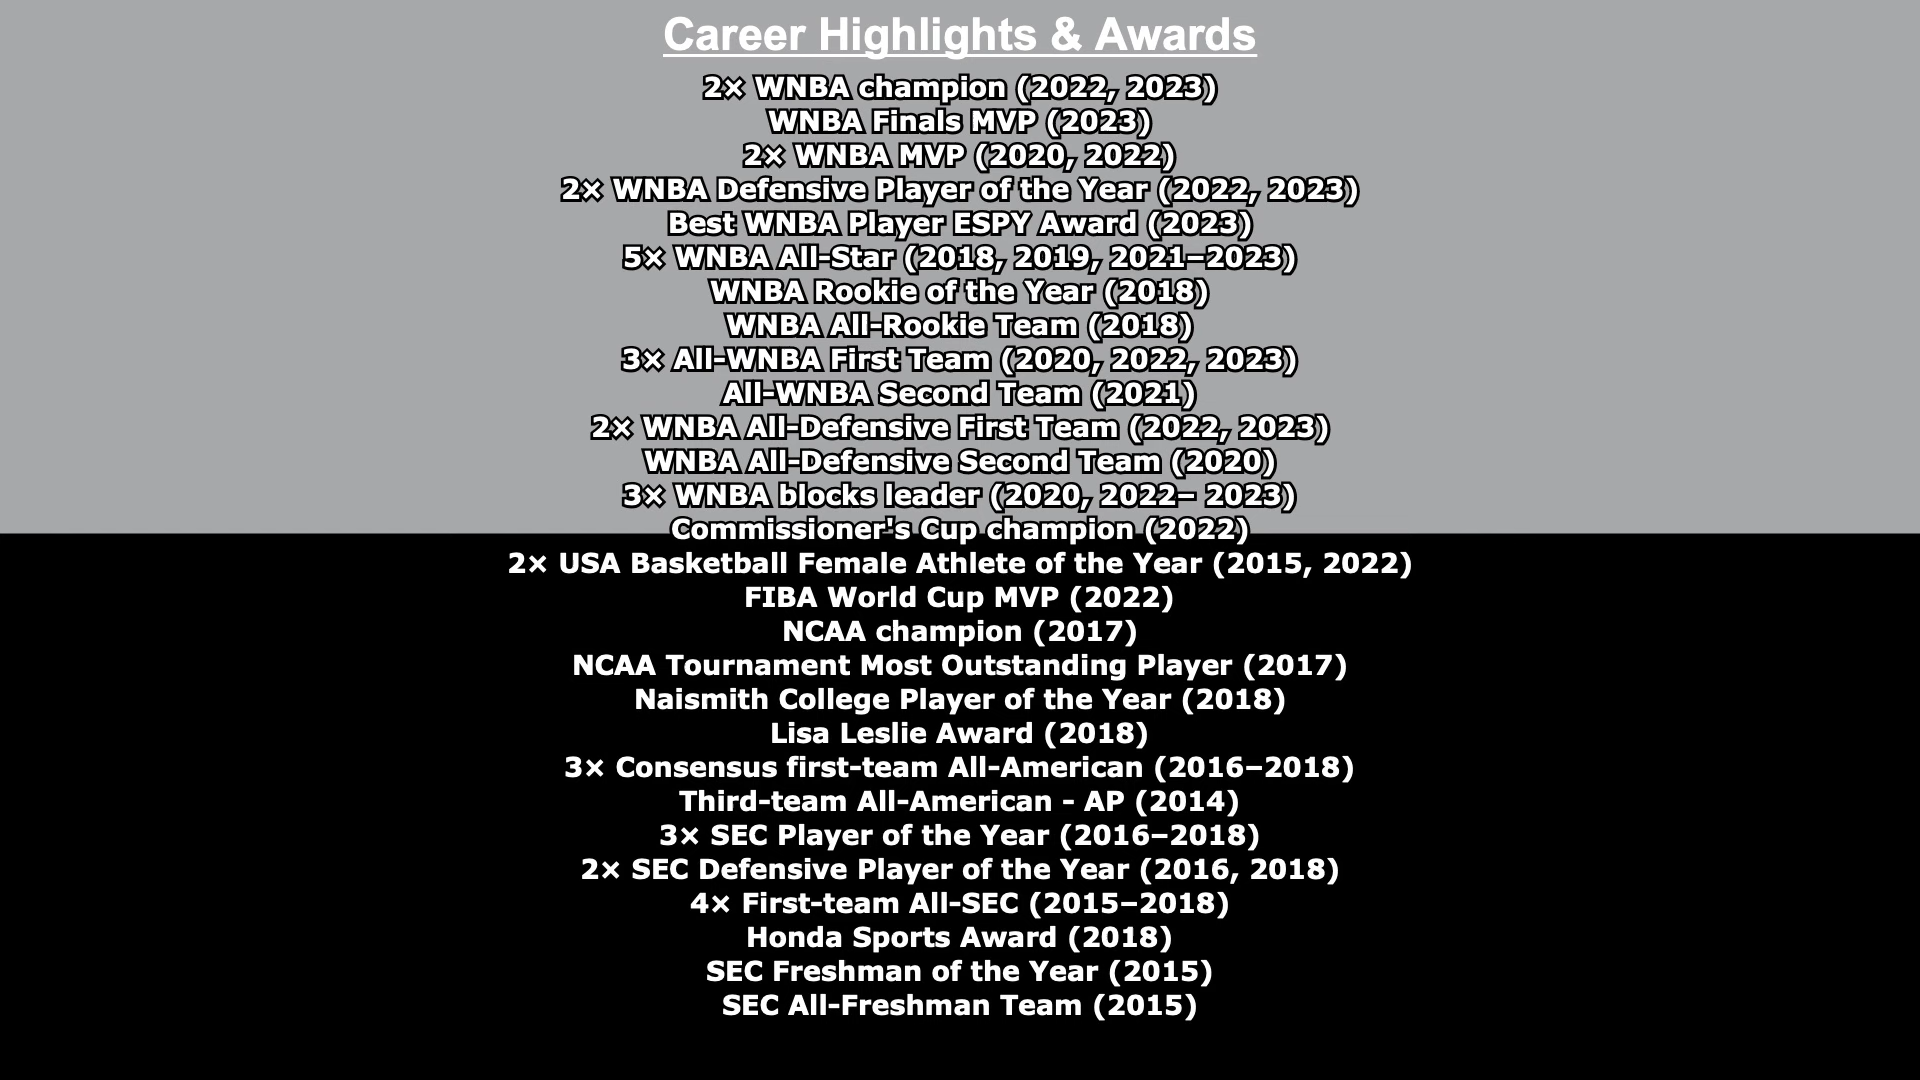 Career Highlights & Awards
2× WNBA champion (2022, 2023)
WNBA Finals MVP (2023)
2× WNBA MVP (2020, 2022)
2× WNBA Defensive Player of the Year (2022, 2023)
Best WNBA Player ESPY Award (2023)
5× WNBA All-Star (2018, 2019, 2021–2023)
WNBA Rookie of the Year (2018)
WNBA All-Rookie Team (2018)
3× All-WNBA First Team (2020, 2022, 2023)
All-WNBA Second Team (2021)
2× WNBA All-Defensive First Team (2022, 2023)
WNBA All-Defensive Second Team (2020)
3× WNBA blocks leader (2020, 2022– 2023)
Commissioner's Cup champion (2022)
2× USA Basketball Female Athlete of the Year (2015, 2022)
FIBA World Cup MVP (2022)
NCAA champion (2017)
NCAA Tournament Most Outstanding Player (2017)
Naismith College Player of the Year (2018)
Lisa Leslie Award (2018)
3× Consensus first-team All-American (2016–2018)
Third-team All-American - AP (2014)
3× SEC Player of the Year (2016–2018)
2× SEC Defensive Player of the Year (2016, 2018)
4× First-team All-SEC (2015–2018)
Honda Sports Award (2018)
SEC Freshman of the Year (2015)
SEC All-Freshman Team (2015)